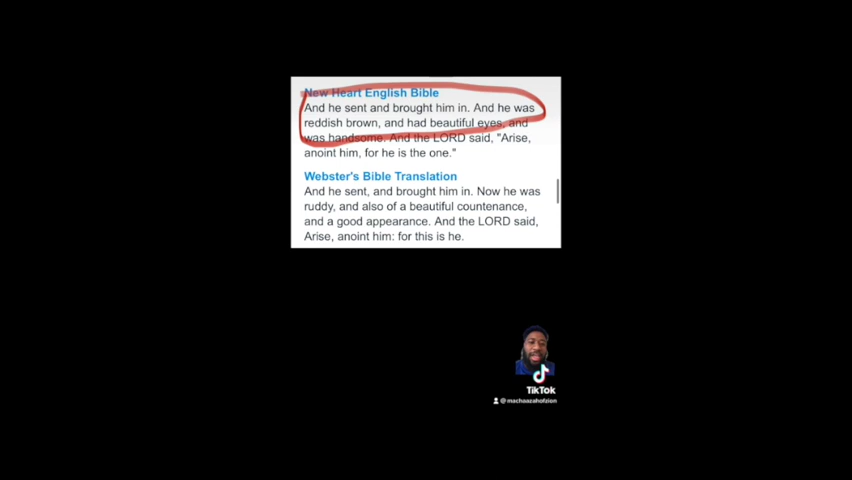 New Heart English Bible
And he sent and brought him in. And he was
reddish brown, and had beautiful eyes, and
was handsome. And the LORD said, "Arise,
anoint him, for he is the one."
Webster's Bible Translation
And he sent, and brought him in. Now he was
ruddy, and also of a beautiful countenance,
and a good appearance. And the LORD said,
Arise, anoint him: for this is he.
TikTok
@machaazahofzion